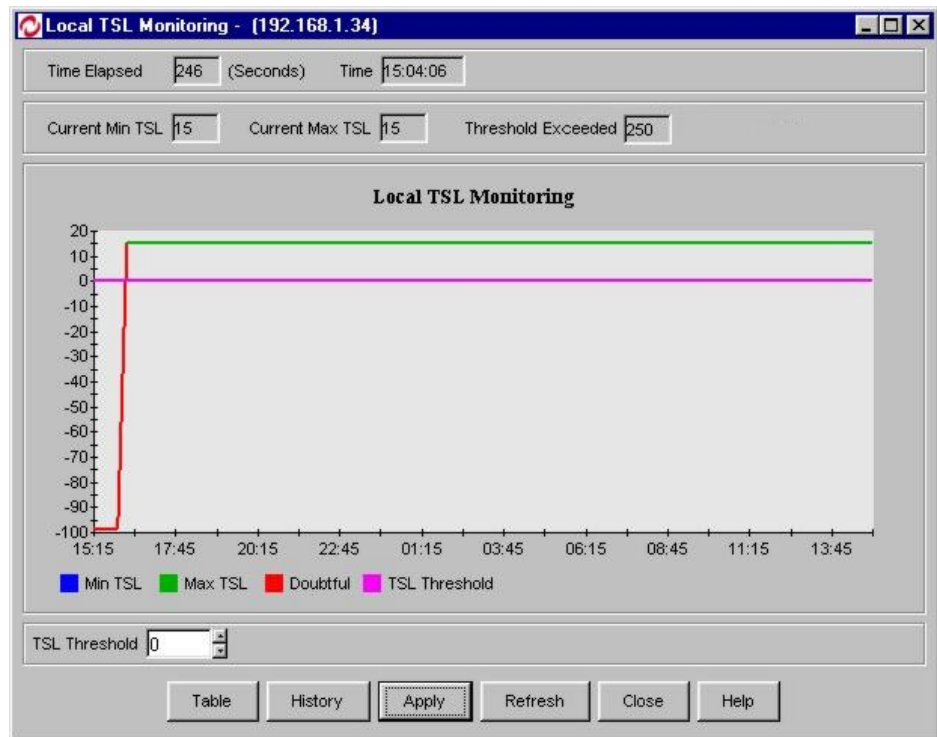 Local TSL Monitoring - (192.168.1.34)
Time Elapsed 246 (Seconds) Time 15:04:06
Current Min TSL 15 Current Max TSL 15 Threshold Exceeded 250
Local TSL Monitoring
20
10
0
-10
-20
-30
-40
-50
-60
-70
-80
-90
-100
15:15 17:45 20:15 22:45 01:15 03:45 06:15 08:45 11:15 13:45
Min TSL Max TSL Doubtful TSL Threshold
TSL Threshold 0
Table History Apply Refresh Close Help